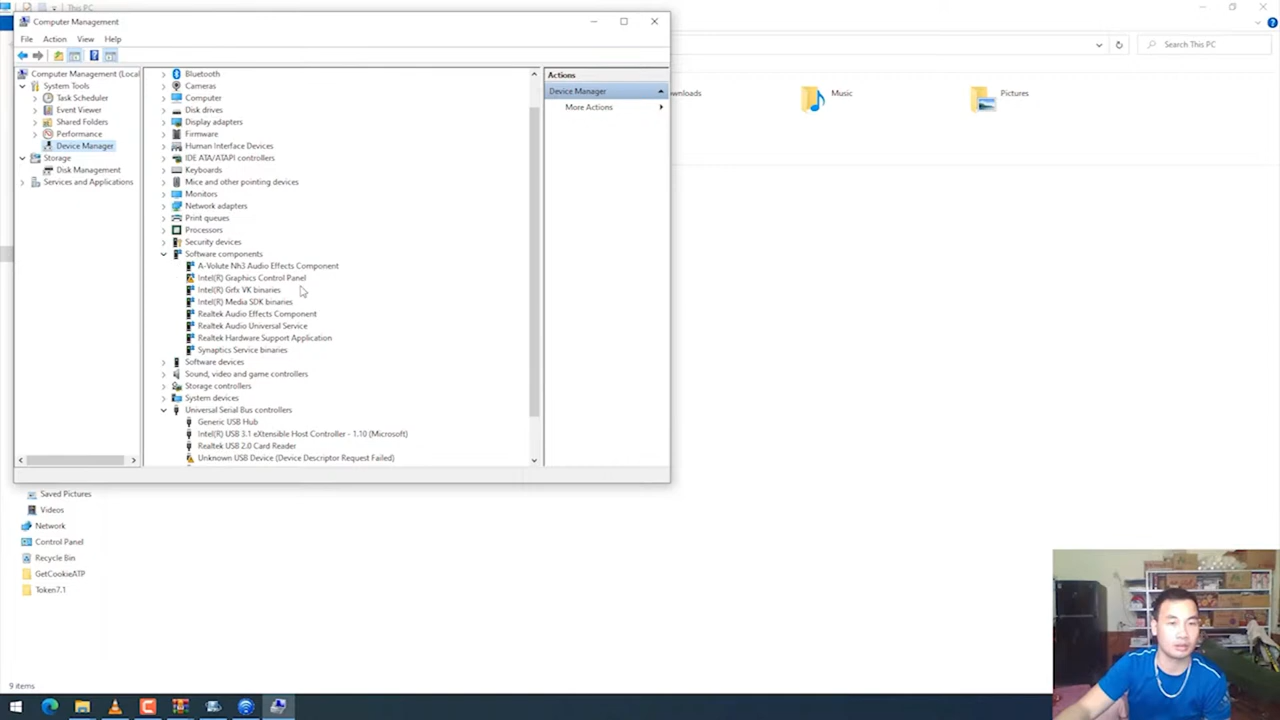 This PC
Computer Management
File Action View Help
Search This PC
Computer Management (Local
System Tools
Task Scheduler
Event Viewer
Shared Folders
Performance
Device Manager
Storage
Disk Management
Services and Applications
Bluetooth
Cameras
Computer
Disk drives
Display adapters
Firmware
Human Interface Devices
IDE ATA/ATAPI controllers
Keyboards
Mice and other pointing devices
Monitors
Network adapters
Print queues
Processors
Security devices
Software components
A-Volute Nh3 Audio Effects Component
Intel(R) Graphics Control Panel
Intel(R) Grfx VK binaries
Intel(R) Media SDK binaries
Realtek Audio Effects Component
Realtek Audio Universal Service
Realtek Hardware Support Application
Synaptics Service binaries
Software devices
Sound, video and game controllers
Storage controllers
System devices
Universal Serial Bus controllers
Generic USB Hub
Intel(R) USB 3.1 eXtensible Host Controller - 1.10 (Microsoft)
Realtek USB 2.0 Card Reader
Unknown USB Device (Device Descriptor Request Failed)
Actions
Device Manager
More Actions
wnloads
Music
Pictures
Saved Pictures
Videos
Network
Control Panel
Recycle Bin
GetCookieATP
Token7.1
9 items